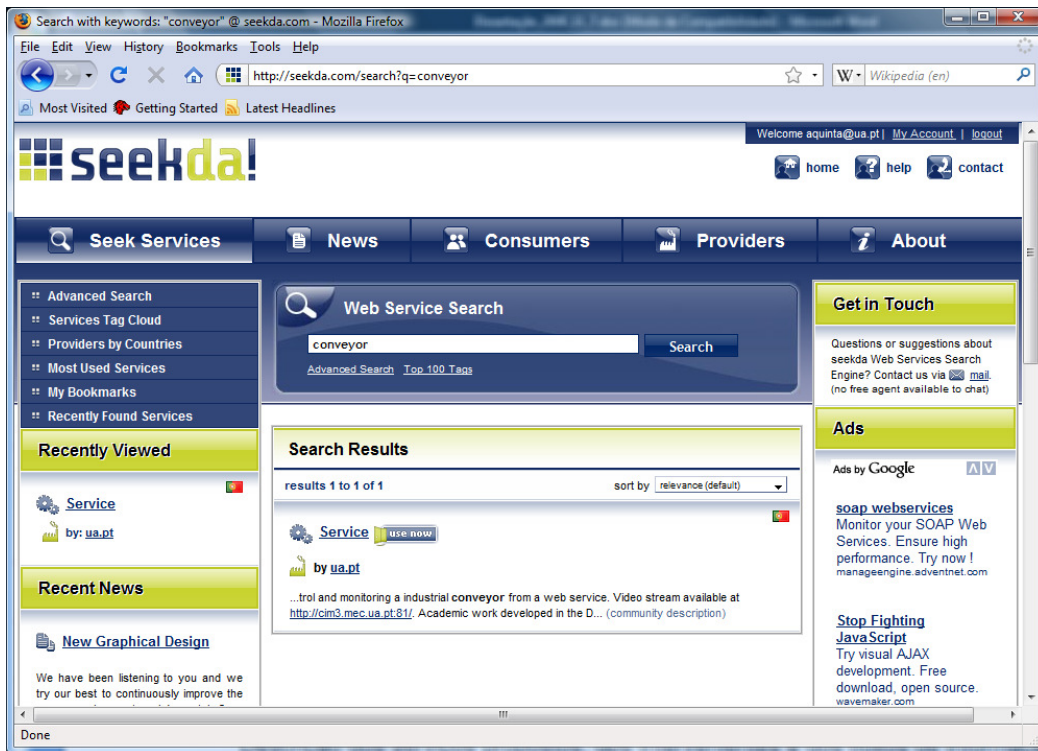 Search with keywords: "conveyor" @ seekda.com - Mozilla Firefox
File Edit View History Bookmarks Tools Help
http://seekda.com/search?q=conveyor
W Wikipedia (en)
Most Visited Getting Started Latest Headlines
Welcome aquinta@ua.pt | My Account | logout
seekda!
home help contact
Seek Services News Consumers Providers About
Advanced Search
Services Tag Cloud
Providers by Countries
Most Used Services
My Bookmarks
Recently Found Services
Recently Viewed
Service
by: ua.pt
Recent News
New Graphical Design
We have been listening to you and we
try our best to continuously improve the
Web Service Search
conveyor Search
Advanced Search Top 100 Tags
Search Results
results 1 to 1 of 1 sort by relevance (default)
Service use now
by ua.pt
...trol and monitoring a industrial conveyor from a web service. Video stream available at
http://cim3.mec.ua.pt:81/. Academic work developed in the D... (community description)
Get in Touch
Questions or suggestions about
seekda Web Services Search
Engine? Contact us via mail.
(no free agent available to chat)
Ads
Ads by Google
soap webservices
Monitor your SOAP Web
Services. Ensure high
performance. Try now !
manageengine.adventnet.com
Stop Fighting
JavaScript
Try visual AJAX
development. Free
download, open source.
wavemaker.com
Done